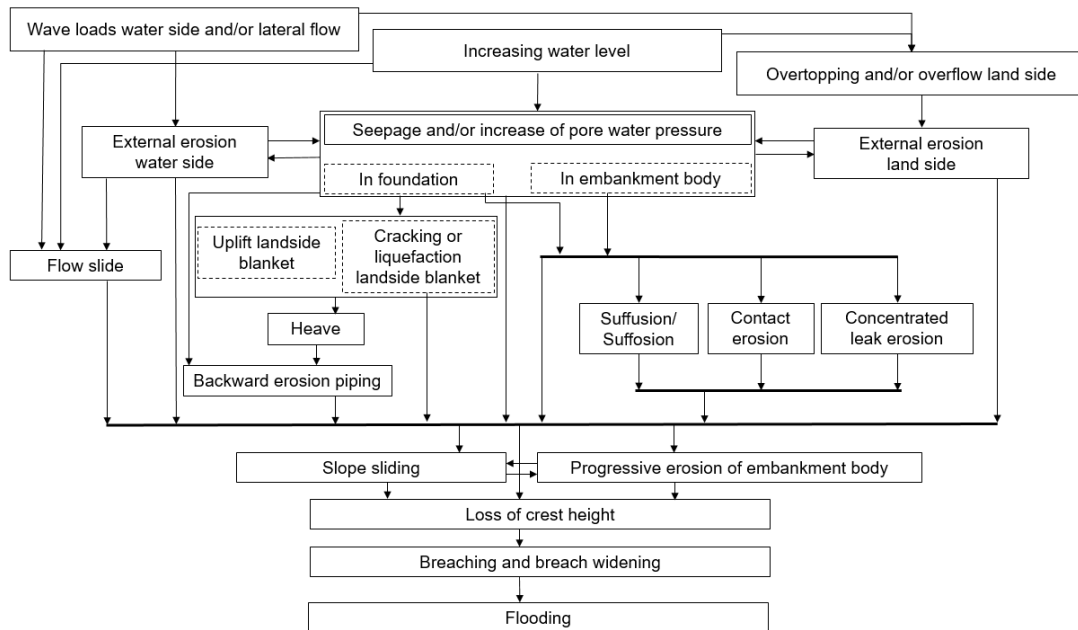 Wave loads water side and/or lateral flow
Increasing water level
Overtopping and/or overflow land side
Seepage and/or increase of pore water pressure
External erosion
water side
External erosion
land side
In foundation
In embankment body
Uplift landside
blanket
Cracking or
liquefaction
landside blanket
Flow slide
Suffusion/
Suffosion
Contact
erosion
Concentrated
leak erosion
Heave
Backward erosion piping
Slope sliding
Progressive erosion of embankment body
Loss of crest height
Breaching and breach widening
Flooding